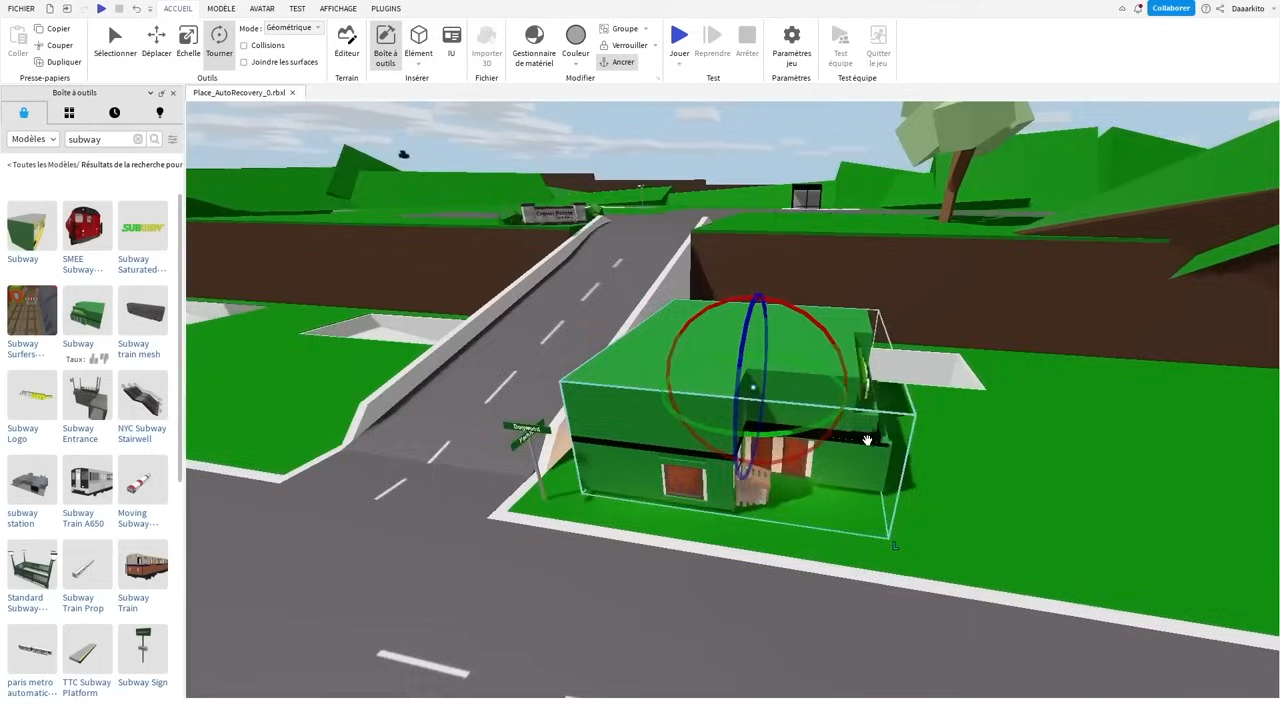 FICHIER
ACCUEIL MODÈLE AVATAR TEST AFFICHAGE PLUGINS
Collaborer
Daaarkito
Coller
Copier
Couper
Dupliquer
Presse-papiers
Sélectionner
Déplacer
Échelle
Tourner
Mode : Géométrique
Collisions
Joindre les surfaces
Outils
Éditeur
Terrain
Boîte à outils
Élément
IU
Insérer
Importer 3D
Fichier
Gestionnaire de matériel
Couleur
Groupe
Verrouiller
Ancrer
Modifier
Jouer
Reprendre
Arrêter
Test
Paramètres jeu
Paramètres
Test équipe
Quitter le jeu
Test équipe
Boîte à outils
Place_AutoRecovery_0.rbxl
Modèles
subway
< Toutes les Modèles/ Résultats de la recherche pour
Subway
SMEE Subway···
SUBWAY
Subway Saturated···
Subway Surfers···
Subway
Taux:
Subway train mesh
Subway Logo
Subway Entrance
NYC Subway Stairwell
subway station
Subway Train A650
Moving Subway···
Standard Subway···
Subway Train Prop
Subway Train
paris metro automatic···
TTC Subway Platform
Subway Sign
Dogwood